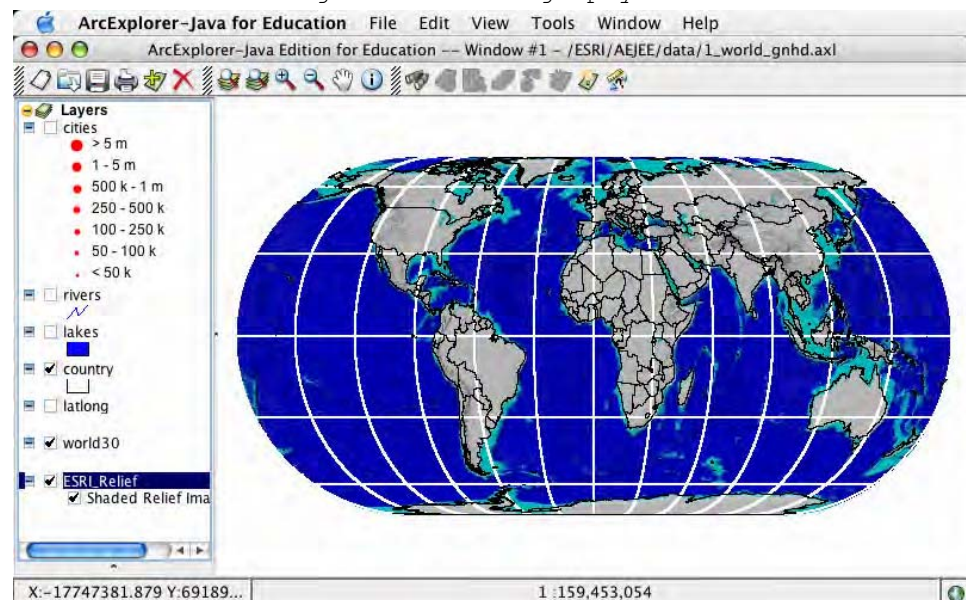 ArcExplorer-Java for Education File Edit View Tools Window Help
ArcExplorer-Java Edition for Education -- Window #1 - /ESRI/AEJEE/data/1_world_gnhd.axl
Layers
cities
> 5 m
1 - 5 m
500 k - 1 m
250 - 500 k
100 - 250 k
50 - 100 k
< 50 k
rivers
lakes
country
latlong
world30
ESRI_Relief
Shaded Relief Ima
X:-17747381.879 Y:69189...
1 :159,453,054